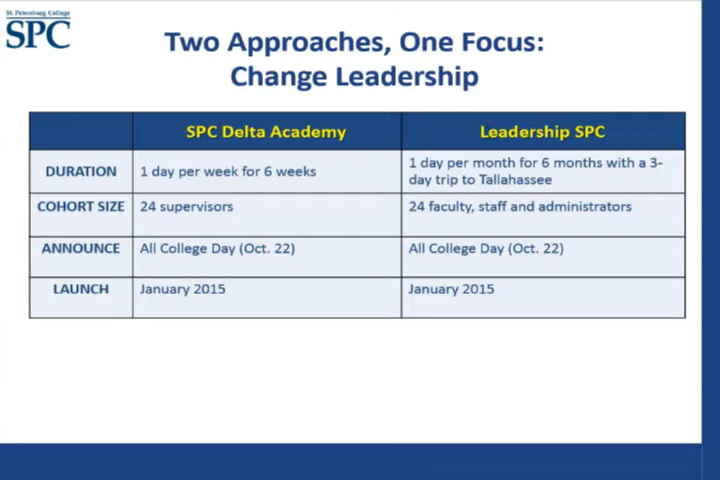 St. Petersburg College
SPC
Two Approaches, One Focus:
Change Leadership
SPC Delta Academy
Leadership SPC
DURATION
1 day per week for 6 weeks
1 day per month for 6 months with a 3-
day trip to Tallahassee
COHORT SIZE
24 supervisors
24 faculty, staff and administrators
ANNOUNCE
All College Day (Oct. 22)
All College Day (Oct. 22)
LAUNCH
January 2015
January 2015